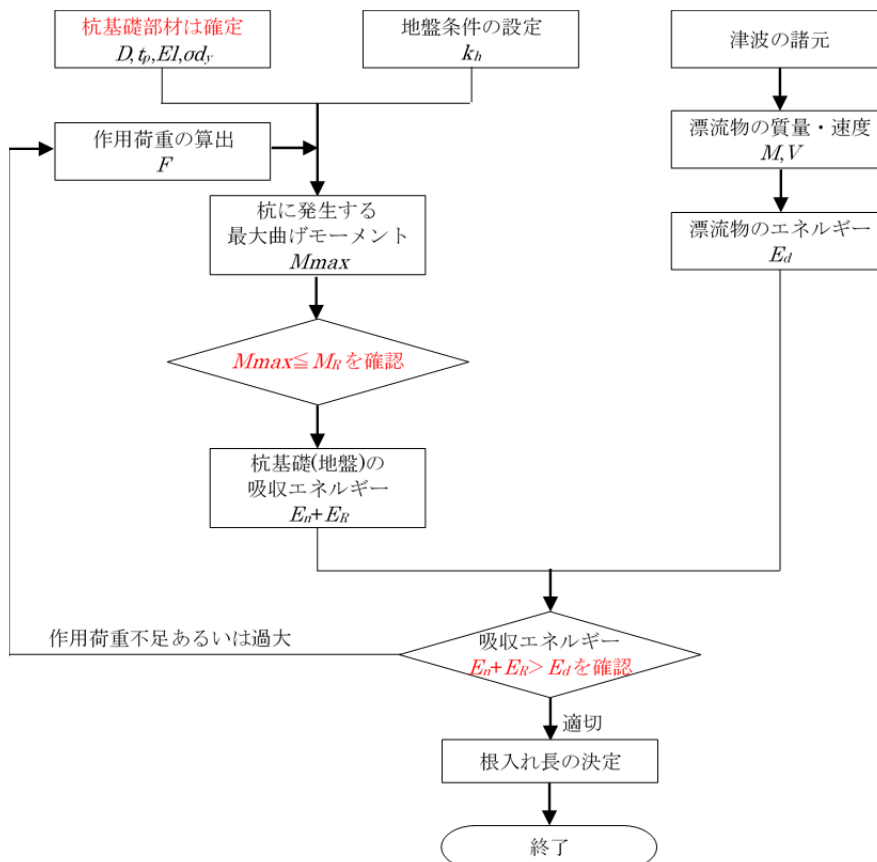 杭基礎部材は確定
D,tp,EI,σdy
地盤条件の設定
kh
津波の諸元
作用荷重の算出
F
漂流物の質量・速度
M,V
杭に発生する
最大曲げモーメント
Mmax
漂流物のエネルギー
Ed
Mmax≦MRを確認
杭基礎(地盤)の
吸収エネルギー
En+ER
作用荷重不足あるいは過大
吸収エネルギー
En+ER>Edを確認
適切
根入れ長の決定
終了